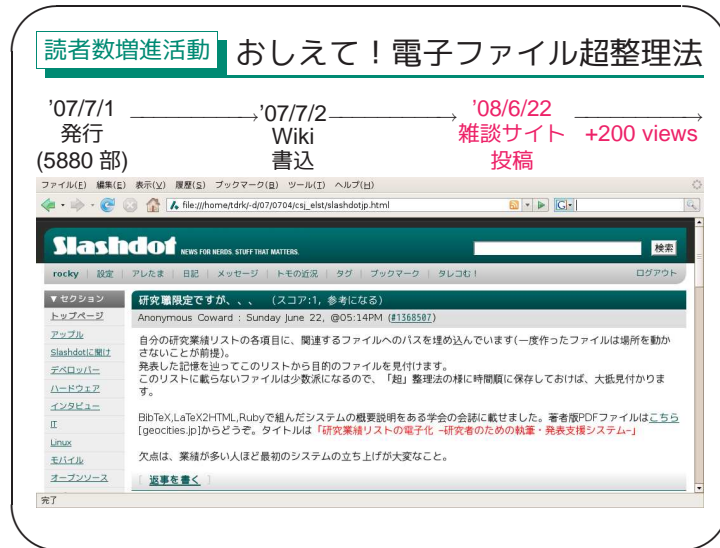 読者数増進活動 おしえて！電子ファイル超整理法
'07/7/1 '07/7/2 '08/6/22
発行 Wiki 雑談サイト +200 views
(5880 部) 書込 投稿
ファイル(F) 編集(E) 表示(V) 履歴(S) ブックマーク(B) ツール(T) ヘルプ(H)
file:///home/tdrk/-d/07/0704/csj_elst/slashdotjp.html
Slashdot NEWS FOR NERDS. STUFF THAT MATTERS. 検索
rocky | 設定 | アレたま | 日記 | メッセージ | トモの近況 | タグ | ブックマーク | タレコむ! ログアウト
▼ セクション
トップページ
アップル
Slashdotに聞け
デベロッパー
ハードウェア
インタビュー
IT
Linux
モバイル
オープンソース
研究職限定ですが、、、 (スコア:1, 参考になる)
Anonymous Coward : Sunday June 22, @05:14PM (#1368507)
自分の研究業績リストの各項目に、関連するファイルへのパスを埋め込んでいます(一度作ったファイルは場所を動か
さないことが前提)。
発表した記憶を辿ってこのリストから目的のファイルを見付けます。
このリストに載らないファイルは少数派になるので、「超」整理法の様に時間順に保存しておけば、大抵見付かりま
す。
BibTeX,LaTeX2HTML,Rubyで組んだシステムの概要説明をある学会の会誌に載せました。著者版PDFファイルはこちら
[geocities.jp]からどうぞ。タイトルは「研究業績リストの電子化 –研究者のための執筆・発表支援システム–」
欠点は、業績が多い人ほど最初のシステムの立ち上げが大変なこと。
[ 返事を書く ]
完了